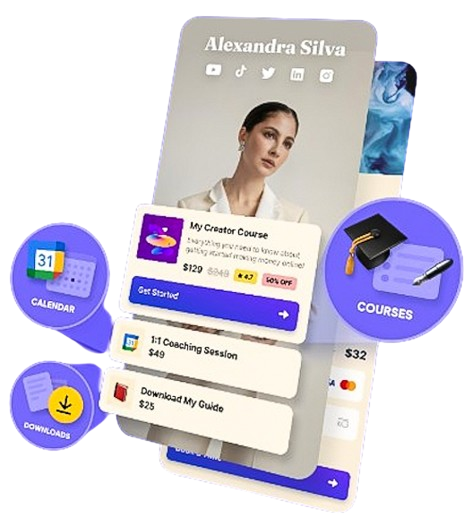 Alexandra Silva
My Creator Course
Everything you need to know about
getting started making money online!
$129 $249 ★ 4.7 50% OFF
Get Started
31
CALENDAR
COURSES
31
1:1 Coaching Session
$49
$32
Download My Guide
$25
DOWNLOADS